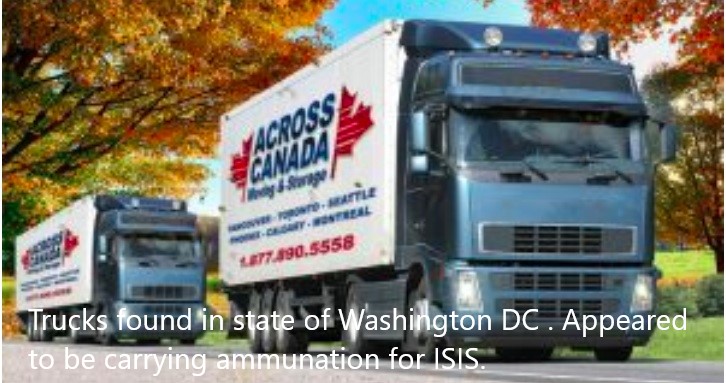 ACROSS
CANADA
Moving & Storage
VANCOUVER - TORONTO - SEATTLE
PHOENIX - CALGARY - MONTREAL
1.877.890.5558
ACROSS
CANADA
Trucks found in state of Washington DC . Appeared
to be carrying ammunation for ISIS.